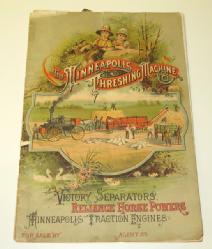 The Minneapolis
Threshing Machine Co
Victory Separators
Reliance Horse Powers
"Minneapolis" Traction Engines
FOR SALE BY AGENT AT